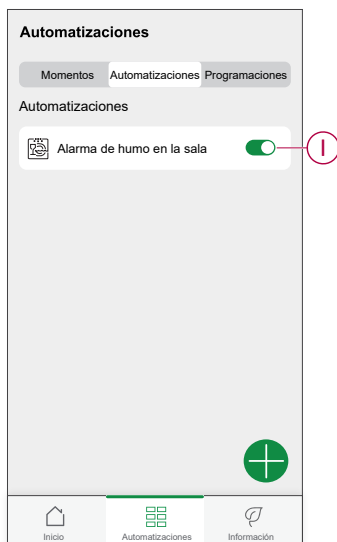 Automatizaciones
Momentos Automatizaciones Programaciones
Automatizaciones
Alarma de humo en la sala
I
Inicio Automatizaciones Información